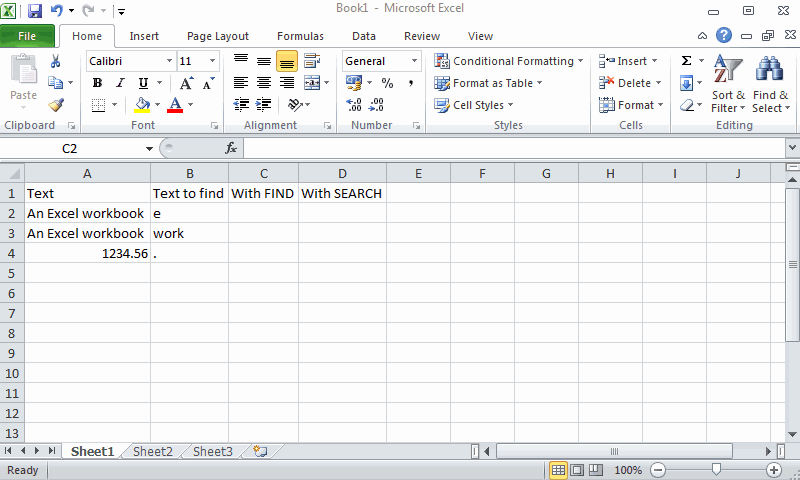 Book1 - Microsoft Excel
File Home Insert Page Layout Formulas Data Review View
Calibri 11 General Conditional Formatting Insert Σ
Paste B I U % , Format as Table Delete Sort & Filter Find & Select
A Cell Styles Format
Clipboard Font Alignment Number Styles Cells Editing
C2 fx
A B C D E F G H I J
1 Text Text to find With FIND With SEARCH
2 An Excel workbook e
3 An Excel workbook work
4 1234.56 .
5
6
7
8
9
10
11
12
13
Sheet1 Sheet2 Sheet3
Ready 100%